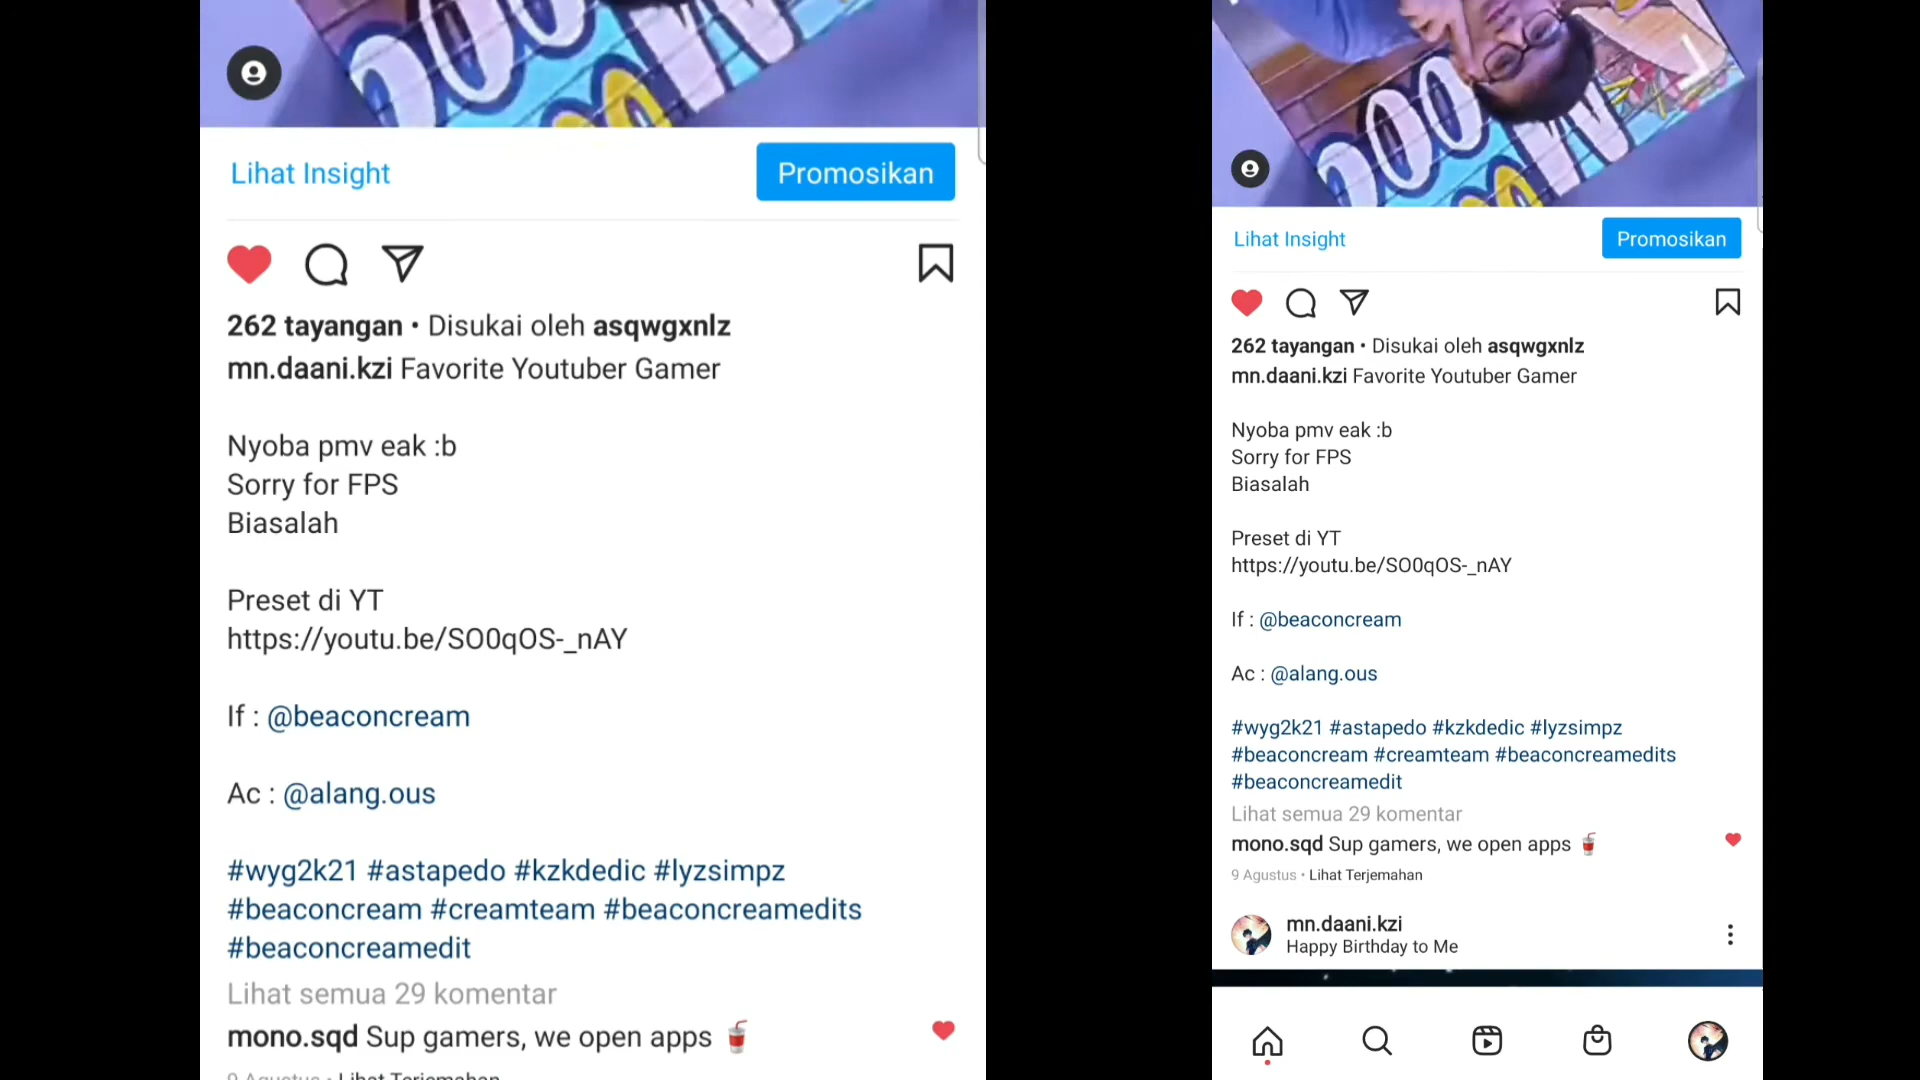 Lihat Insight
Promosikan
262 tayangan • Disukai oleh asqwgxnlz
mn.daani.kzi Favorite Youtuber Gamer
Nyoba pmv eak :b
Sorry for FPS
Biasalah
Preset di YT
https://youtu.be/SO0qOS-_nAY
If : @beaconcream
Ac : @alang.ous
#wyg2k21 #astapedo #kzkdedic #lyzsimpz
#beaconcream #creamteam #beaconcreamedits
#beaconcreamedit
Lihat semua 29 komentar
mono.sqd Sup gamers, we open apps 🥤
9 Agustus • Lihat Terjemahan
Lihat Insight
Promosikan
262 tayangan • Disukai oleh asqwgxnlz
mn.daani.kzi Favorite Youtuber Gamer
Nyoba pmv eak :b
Sorry for FPS
Biasalah
Preset di YT
https://youtu.be/SO0qOS-_nAY
If : @beaconcream
Ac : @alang.ous
#wyg2k21 #astapedo #kzkdedic #lyzsimpz
#beaconcream #creamteam #beaconcreamedits
#beaconcreamedit
Lihat semua 29 komentar
mono.sqd Sup gamers, we open apps 🥤
9 Agustus • Lihat Terjemahan
mn.daani.kzi
Happy Birthday to Me